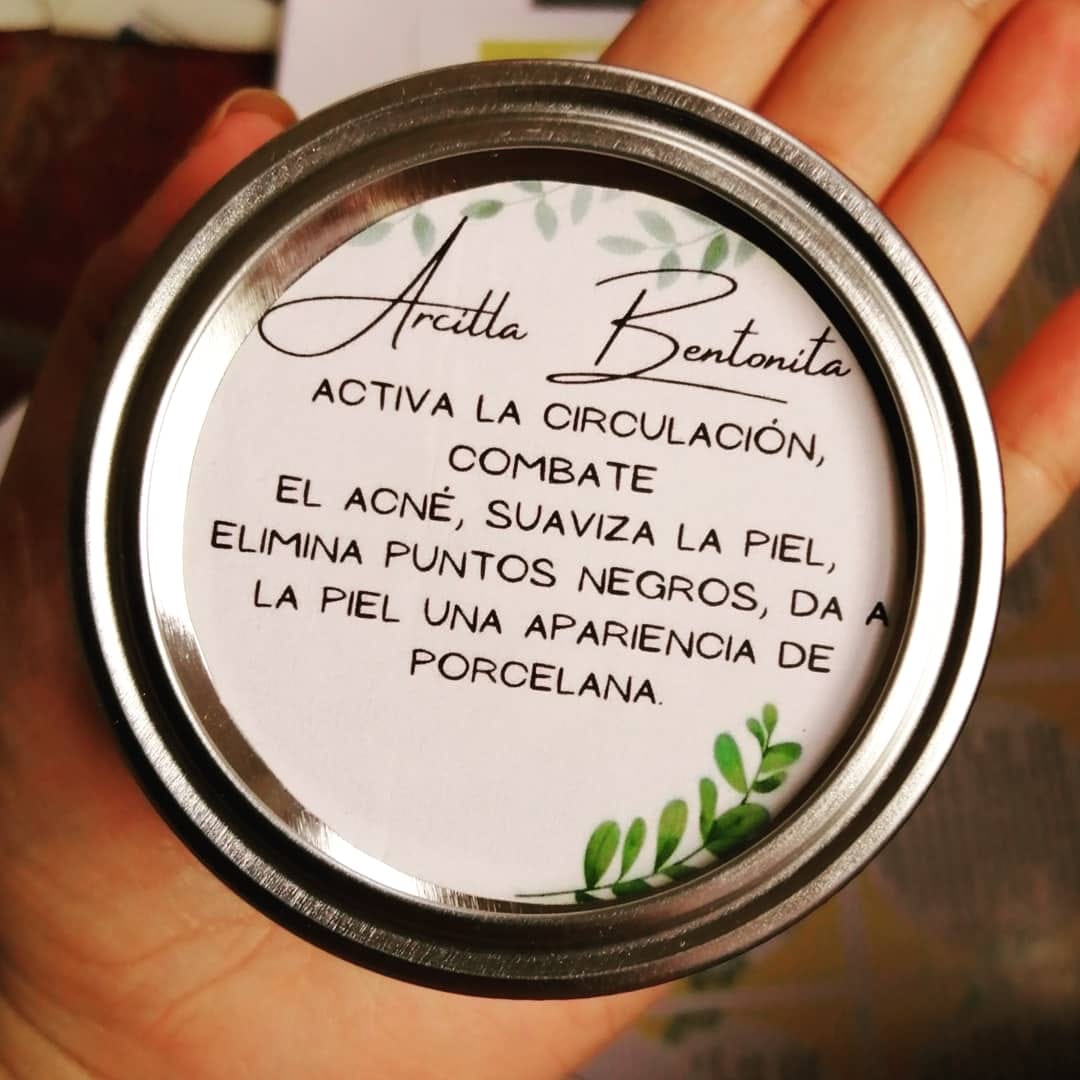 Arcilla Bentonita
ACTIVA LA CIRCULACIÓN,
COMBATE
EL ACNÉ, SUAVIZA LA PIEL,
ELIMINA PUNTOS NEGROS, DA A
LA PIEL UNA APARIENCIA DE
PORCELANA.